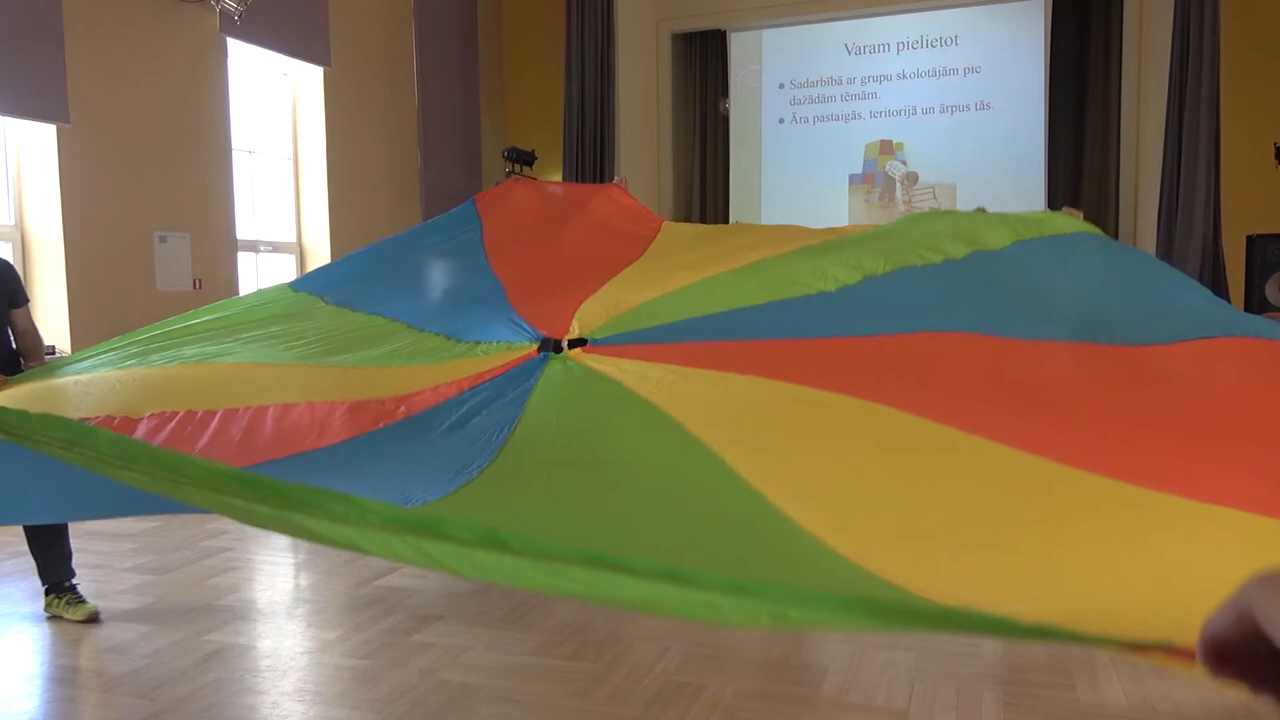 Varam pielietot
Sadarbībā ar grupu skolotājām pie
dažādām tēmām.
Āra pastaigās, teritorijā un ārpus tās.